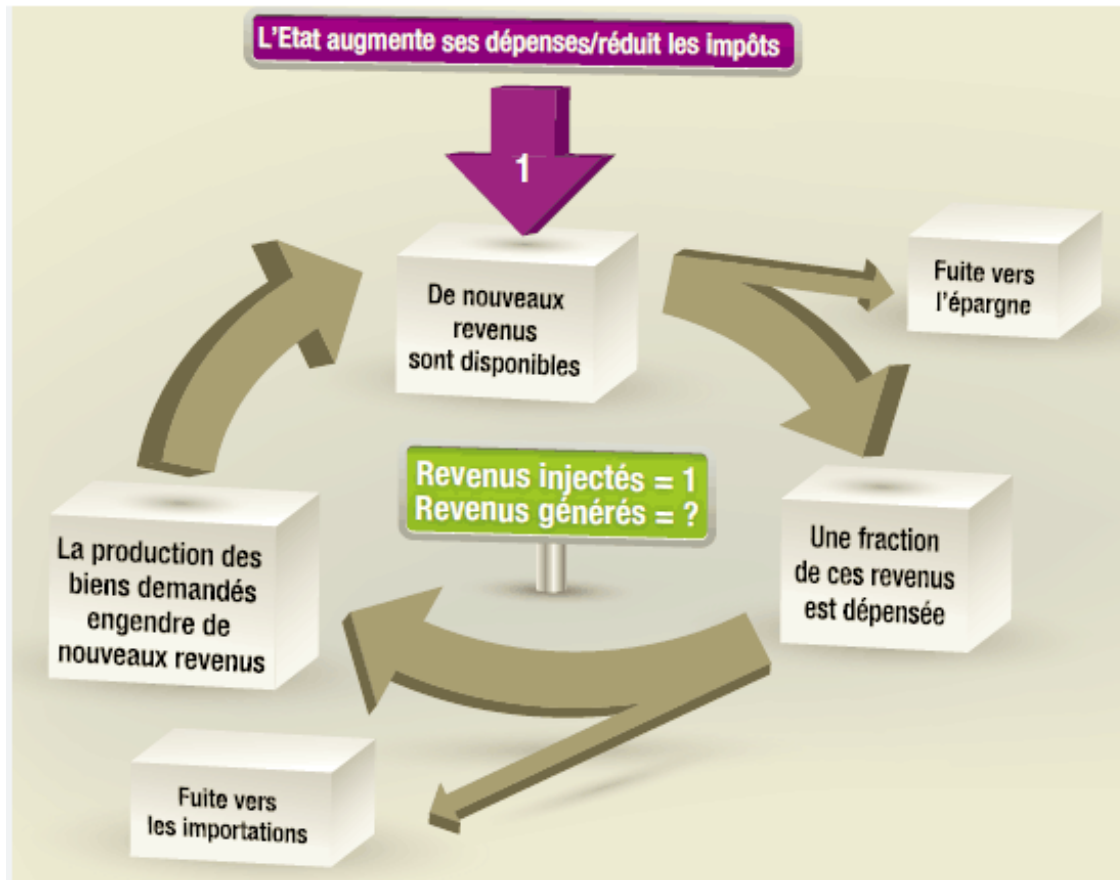 L'Etat augmente ses dépenses/réduit les impôts
1
De nouveaux
revenus
sont disponibles
Fuite vers
l'épargne
Revenus injectés = 1
Revenus générés = ?
Une fraction
de ces revenus
est dépensée
La production des
biens demandés
engendre de
nouveaux revenus
Fuite vers
les importations